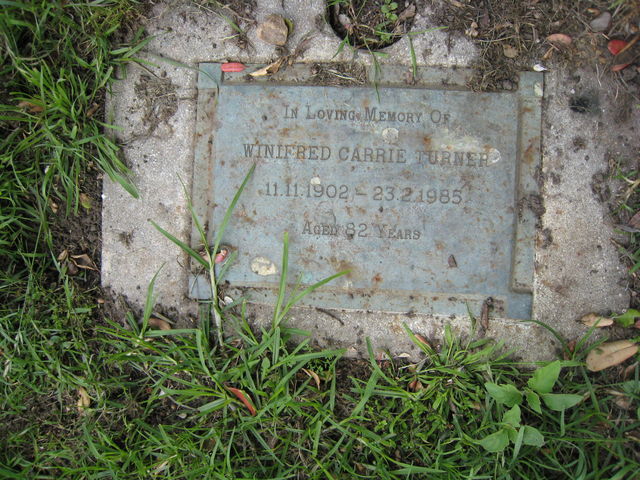 In Loving Memory Of
WINIFRED CARRIE TURNER
11.11.1902 - 23.2.1985
Aged 82 Years